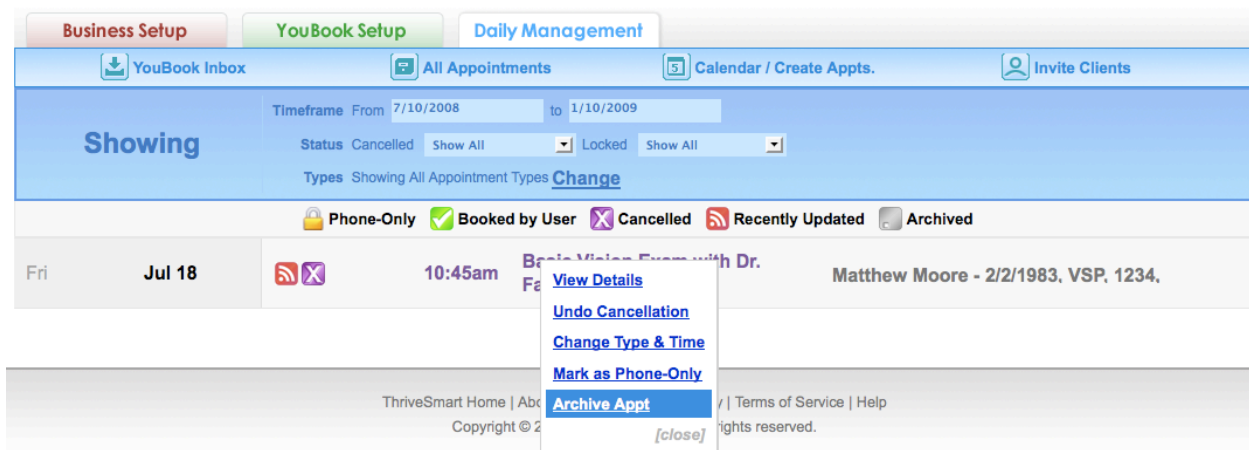 Business Setup YouBook Setup Daily Management
YouBook Inbox All Appointments 5 Calendar / Create Appts. Invite Clients
Timeframe From 7/10/2008 to 1/10/2009
Showing
Status Cancelled Show All Locked Show All
Types Showing All Appointment Types Change
Phone-Only Booked by User X Cancelled Recently Updated Archived
Fri Jul 18 X 10:45am Basic Vision Exam with Dr.
Matthew Moore - 2/2/1983, VSP, 1234,
View Details
Undo Cancellation
Change Type & Time
Mark as Phone-Only
Archive Appt
[close]
ThriveSmart Home | | Terms of Service | Help
Copyright © rights reserved.